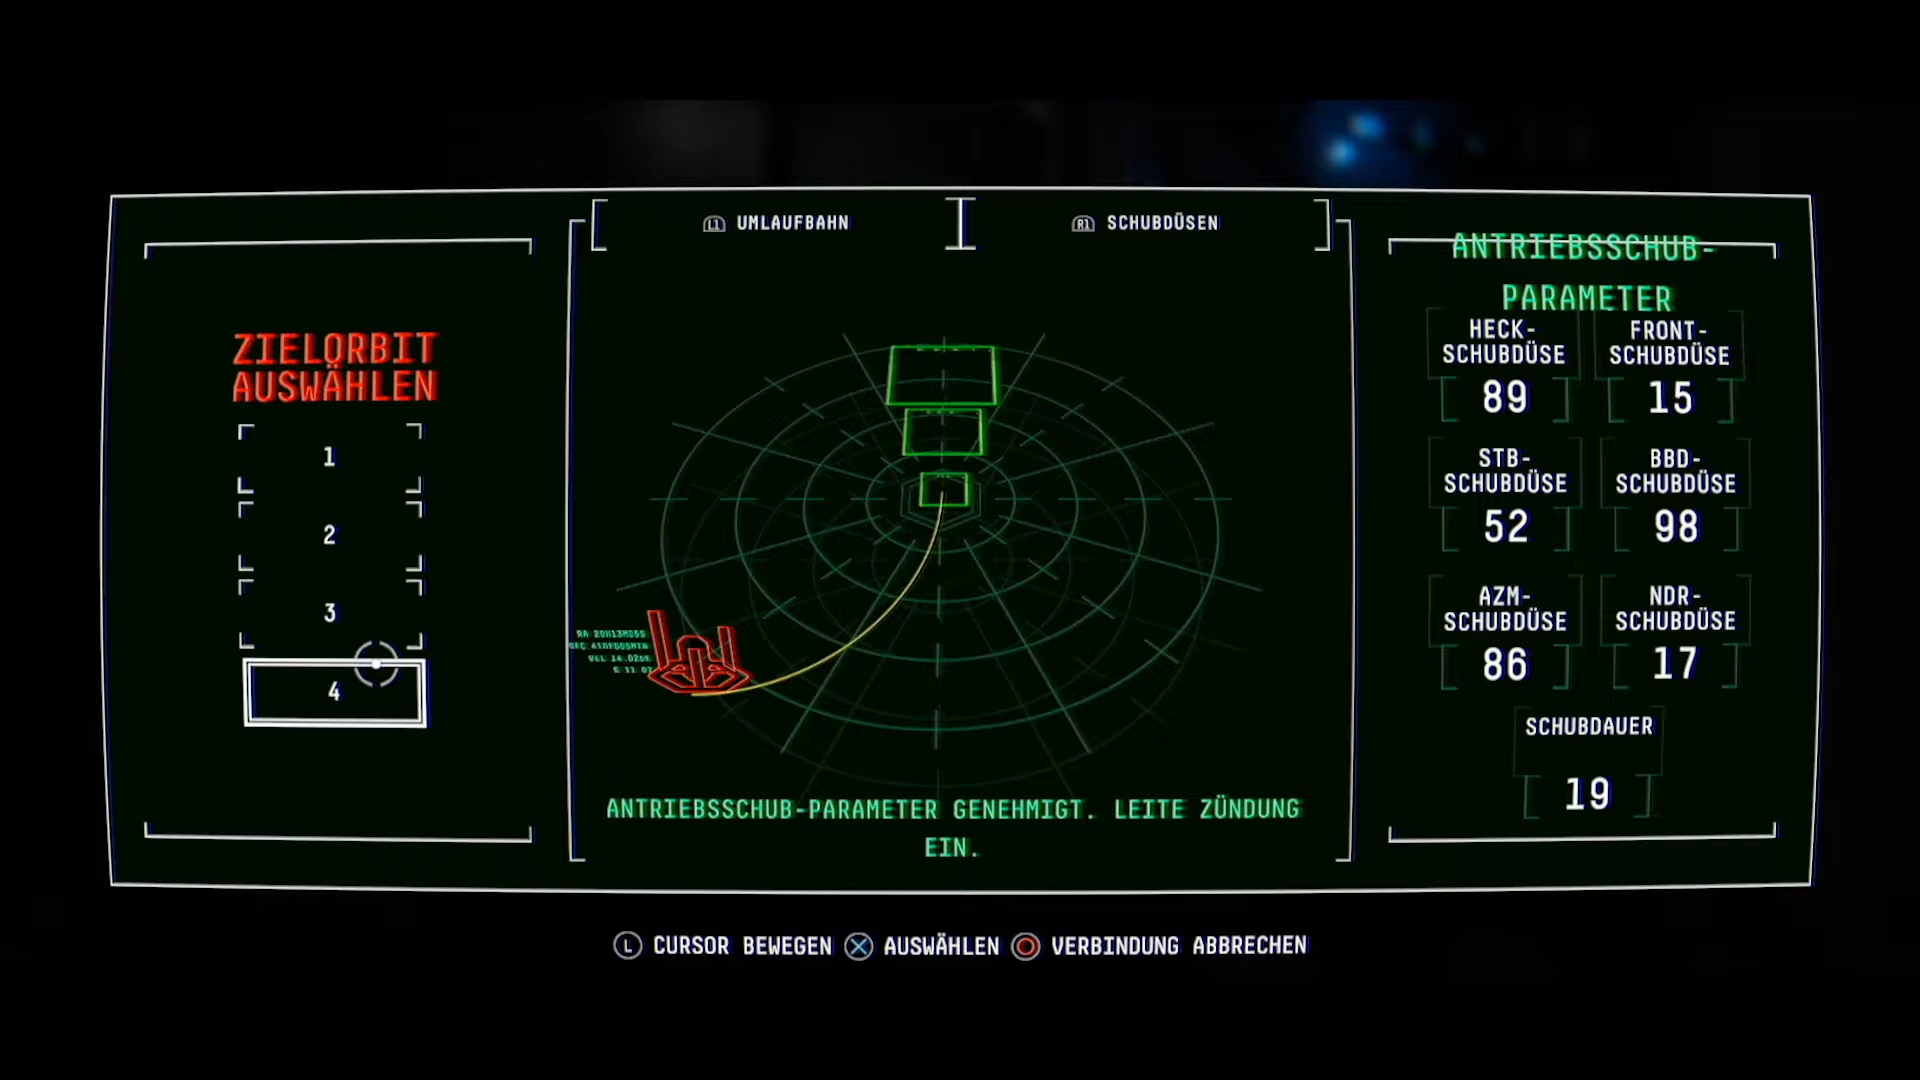 L1 UMLAUFBAHN
R1 SCHUBDÜSEN
ZIELORBIT
AUSWÄHLEN
1
2
3
4
ANTRIEBSSCHUB-PARAMETER GENEHMIGT. LEITE ZÜNDUNG
EIN.
ANTRIEBSSCHUB-
PARAMETER
HECK-
SCHUBDÜSE
89
FRONT-
SCHUBDÜSE
15
STB-
SCHUBDÜSE
52
BBD-
SCHUBDÜSE
98
AZM-
SCHUBDÜSE
86
NDR-
SCHUBDÜSE
17
SCHUBDAUER
19
L CURSOR BEWEGEN AUSWÄHLEN VERBINDUNG ABBRECHEN